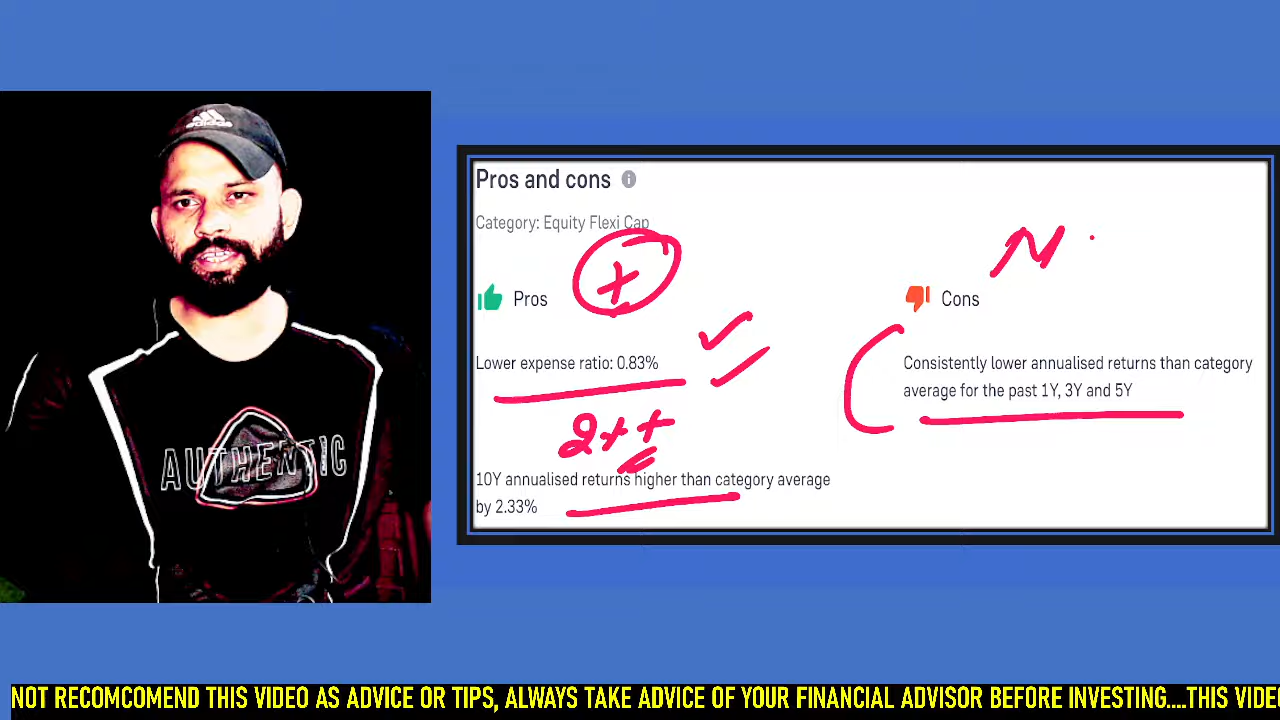 adidas
AUTHENTIC
Pros and cons
Category: Equity Flexi Cap
+
N
Pros
Cons
Lower expense ratio: 0.83%
Consistently lower annualised returns than category
average for the past 1Y, 3Y and 5Y
2++
10Y annualised returns higher than category average
by 2.33%
NOT RECOMCOMEND THIS VIDEO AS ADVICE OR TIPS, ALWAYS TAKE ADVICE OF YOUR FINANCIAL ADVISOR BEFORE INVESTING....THIS VIDE